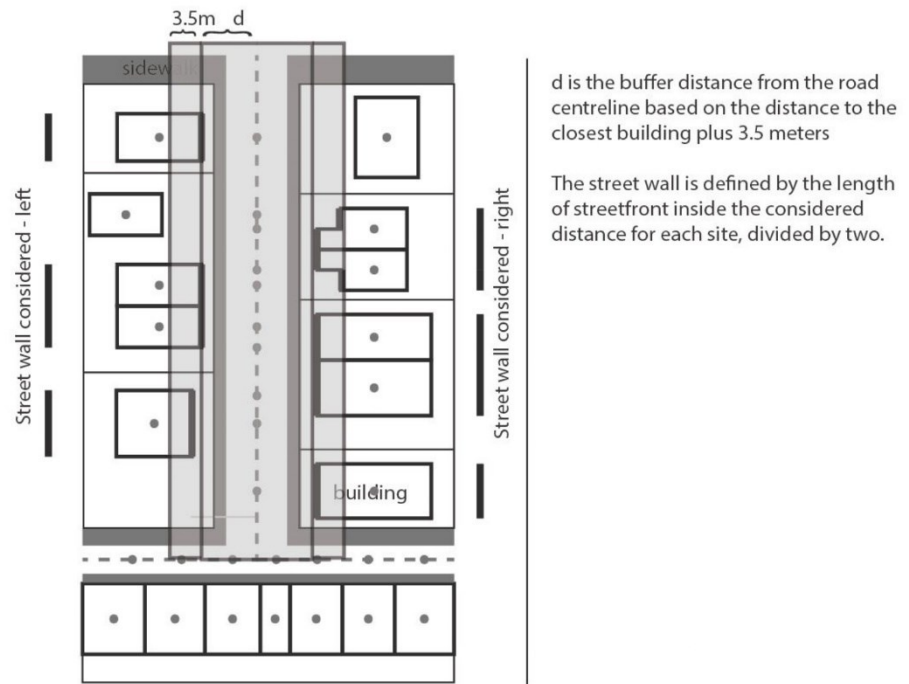 3.5m d
sidewalk
Street wall considered - left
Street wall considered - right
building
d is the buffer distance from the road
centreline based on the distance to the
closest building plus 3.5 meters
The street wall is defined by the length
of streetfront inside the considered
distance for each site, divided by two.